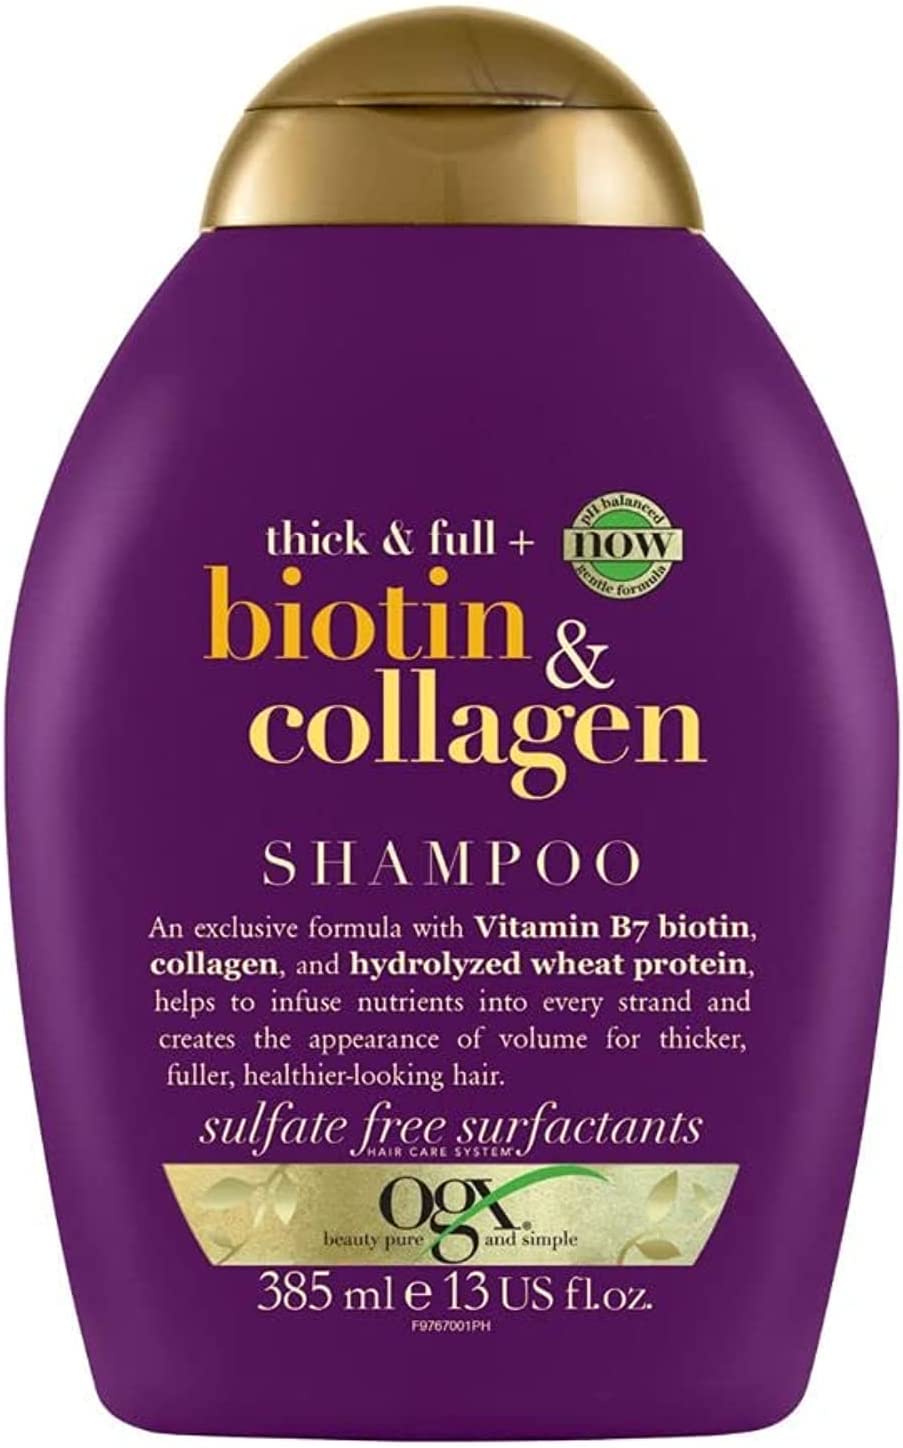 thick & full +
pH balanced
now
gentle formula
biotin
&
collagen
SHAMPOO
An exclusive formula with Vitamin B7 biotin,
collagen, and hydrolyzed wheat protein,
helps to infuse nutrients into every strand and
creates the appearance of volume for thicker,
fuller, healthier-looking hair.
sulfate free surfactants
HAIR CARE SYSTEM
ogx®
beauty pure and simple
385 ml e 13 US fl.oz.
F9767001PH